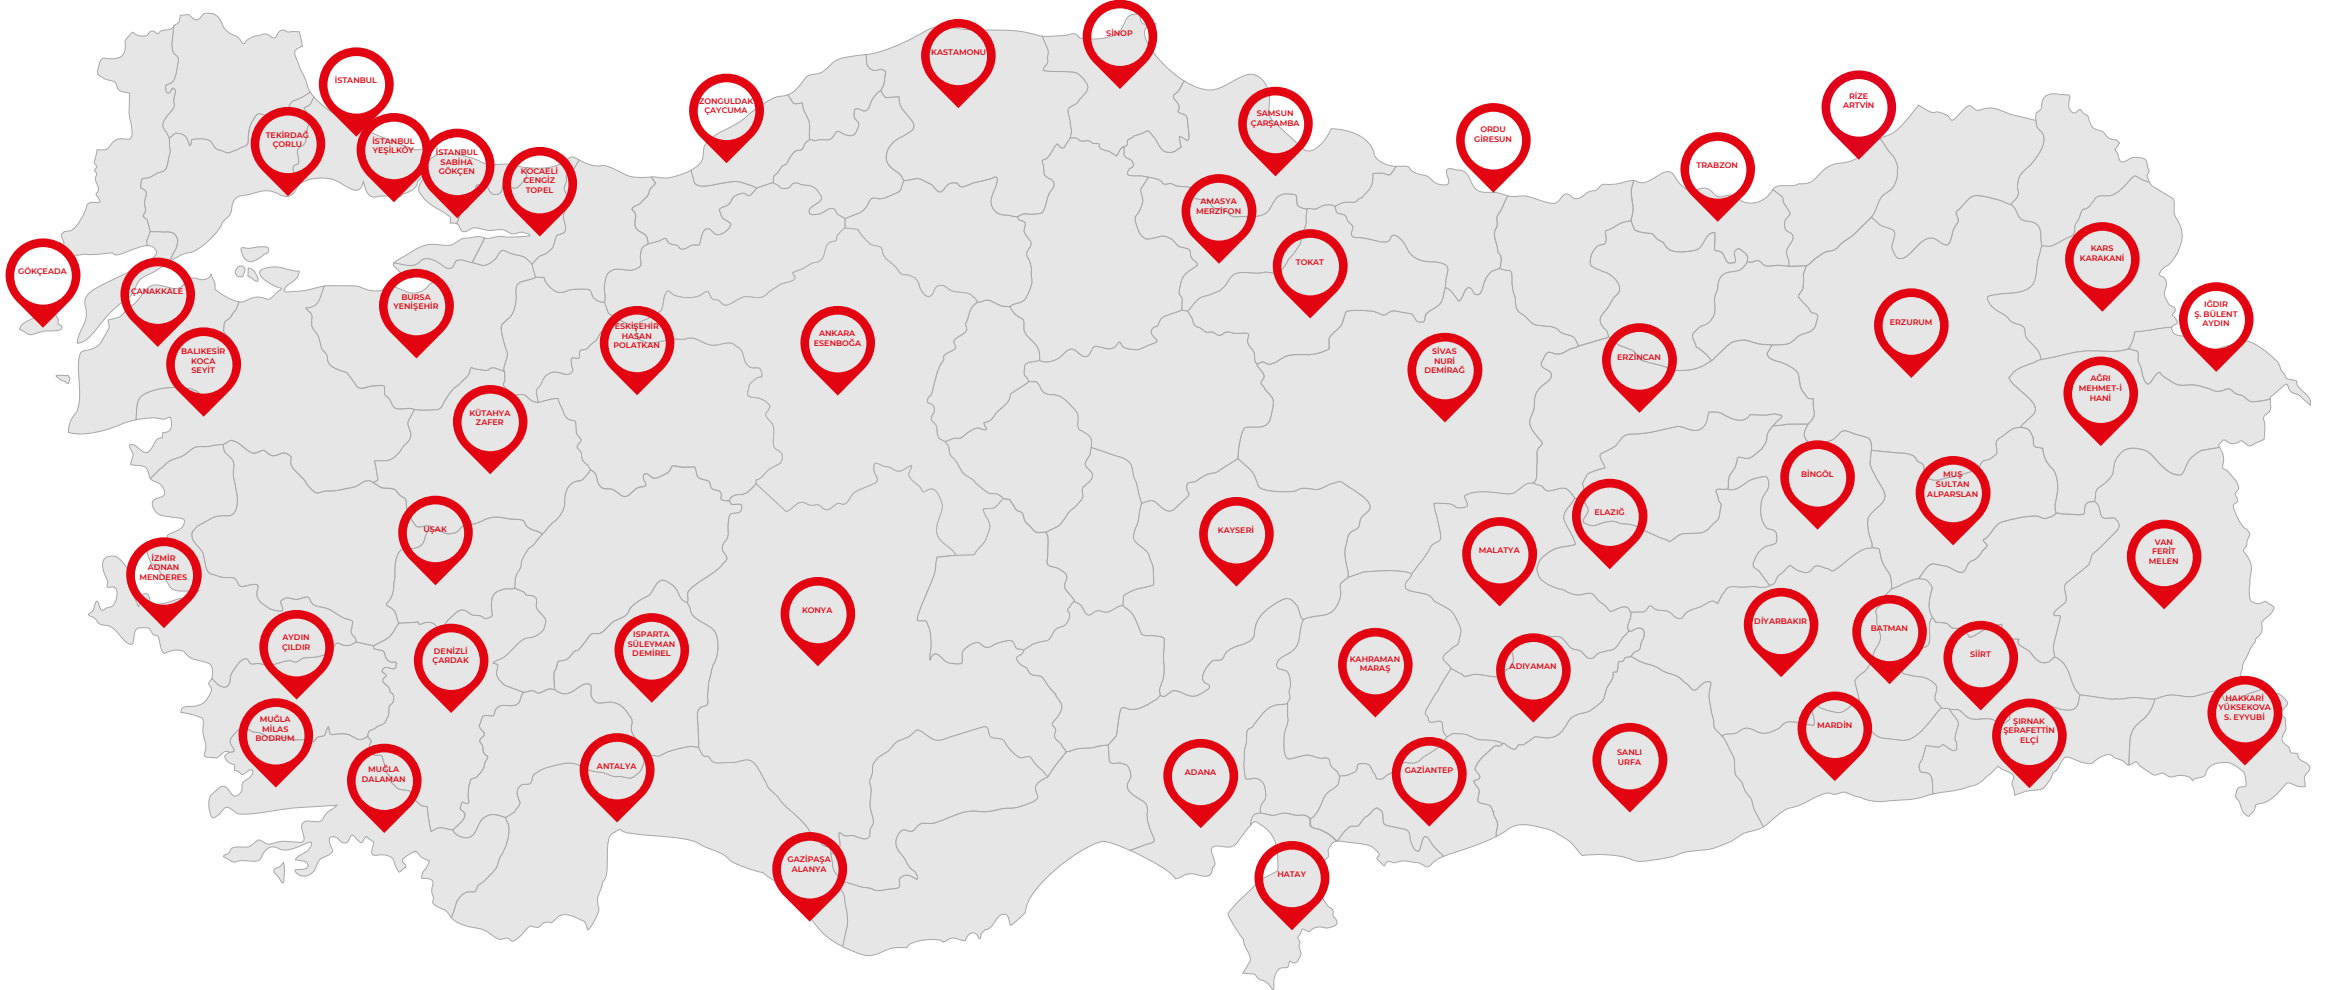 SİNOP
KASTAMONU
İSTANBUL
ZONGULDAK
ÇAYCUMA
RİZE
ARTVİN
SAMSUN
ÇARŞAMBA
ORDU
GİRESUN
TEKİRDAĞ
ÇORLU
İSTANBUL
YEŞİLKÖY
İSTANBUL
SABİHA
GÖKÇEN
KOCAELİ
CENGİZ
TOPEL
TRABZON
AMASYA
MERZİFON
TOKAT
KARS
KARAKANİ
GÖKÇEADA
ÇANAKKALE
BURSA
YENİŞEHİR
IĞDIR
Ş. BÜLENT
AYDIN
ESKİŞEHİR
HASAN
POLATKAN
ANKARA
ESENBOĞA
ERZURUM
BALIKESİR
KOCA
SEYİT
SİVAS
NURİ
DEMİRAĞ
ERZİNCAN
AĞRI
MEHMET-İ
HANİ
KÜTAHYA
ZAFER
BİNGÖL
MUŞ
SULTAN
ALPARSLAN
UŞAK
KAYSERİ
ELAZIĞ
MALATYA
VAN
FERİT
MELEN
İZMİR
ADNAN
MENDERES
KONYA
DİYARBAKIR
BATMAN
AYDIN
ÇILDIR
DENİZLİ
ÇARDAK
ISPARTA
SÜLEYMAN
DEMİREL
KAHRAMAN
MARAŞ
ADIYAMAN
SİİRT
MUĞLA
MİLAS
BODRUM
MARDİN
ŞIRNAK
ŞERAFETTİN
ELÇİ
HAKKARİ
YÜKSEKOVA
S. EYYUBİ
MUĞLA
DALAMAN
ANTALYA
ADANA
GAZİANTEP
SANLI
URFA
GAZİPAŞA
ALANYA
HATAY